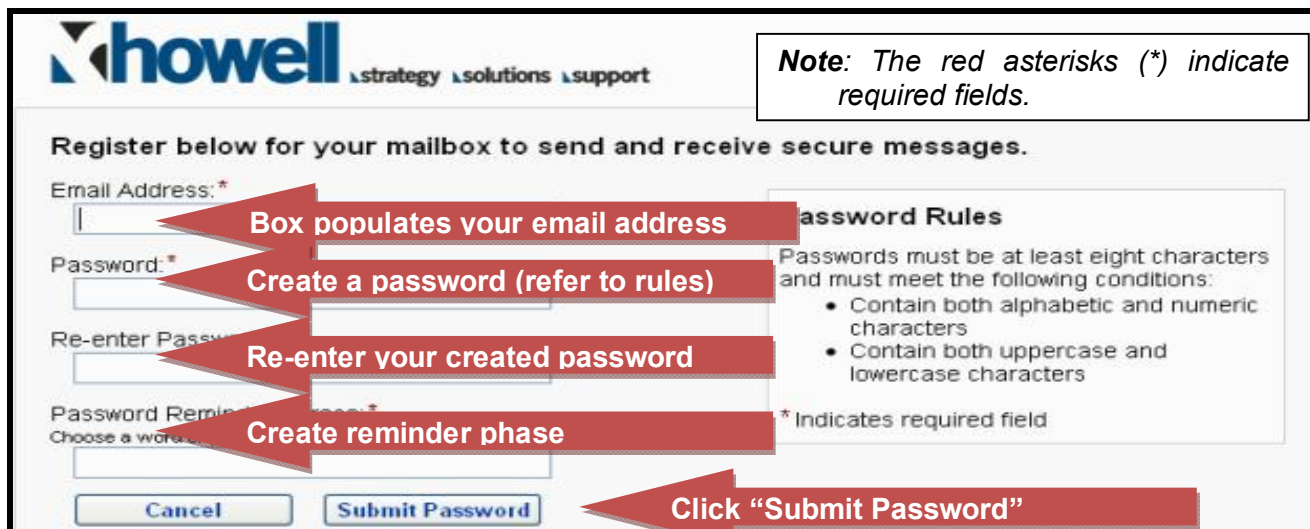 howell strategy solutions support
Note: The red asterisks (*) indicate
required fields.
Register below for your mailbox to send and receive secure messages.
Email Address:*
Box populates your email address
Password:*
Create a password (refer to rules)
Re-enter
Re-enter your created password
Password
Choose a
Create reminder phase
Cancel
Submit Password
Click “Submit Password”
Rules
Passwords must be at least eight characters
and must meet the following conditions:
• Contain both alphabetic and numeric
characters
• Contain both uppercase and
lowercase characters
* Indicates required field